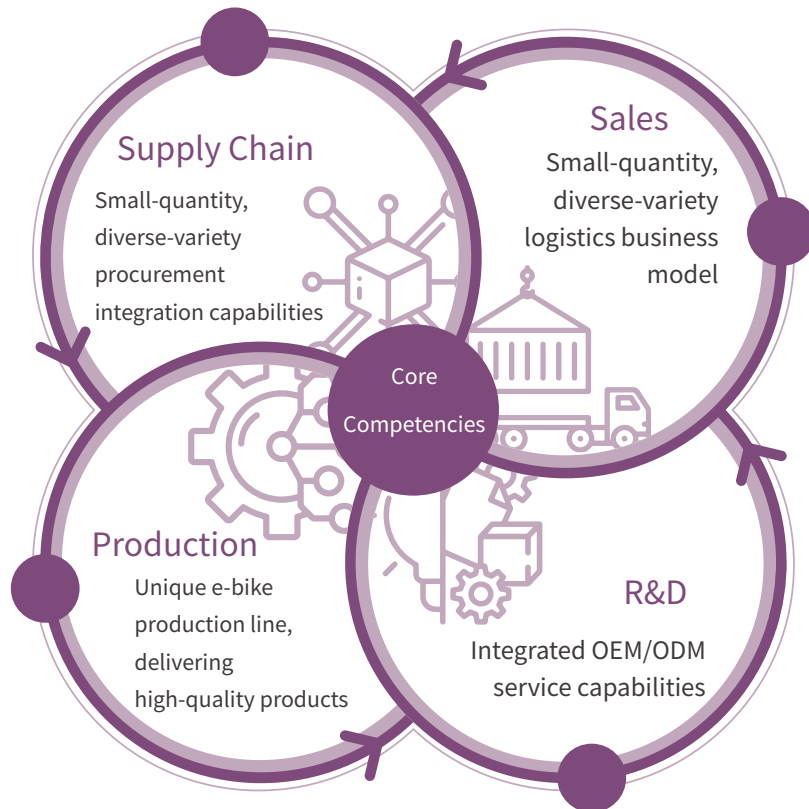 Supply Chain
Small-quantity,
diverse-variety
procurement
integration capabilities
Sales
Small-quantity,
diverse-variety
logistics business
model
Core
Competencies
Production
Unique e-bike
production line,
delivering
high-quality products
R&D
Integrated OEM/ODM
service capabilities